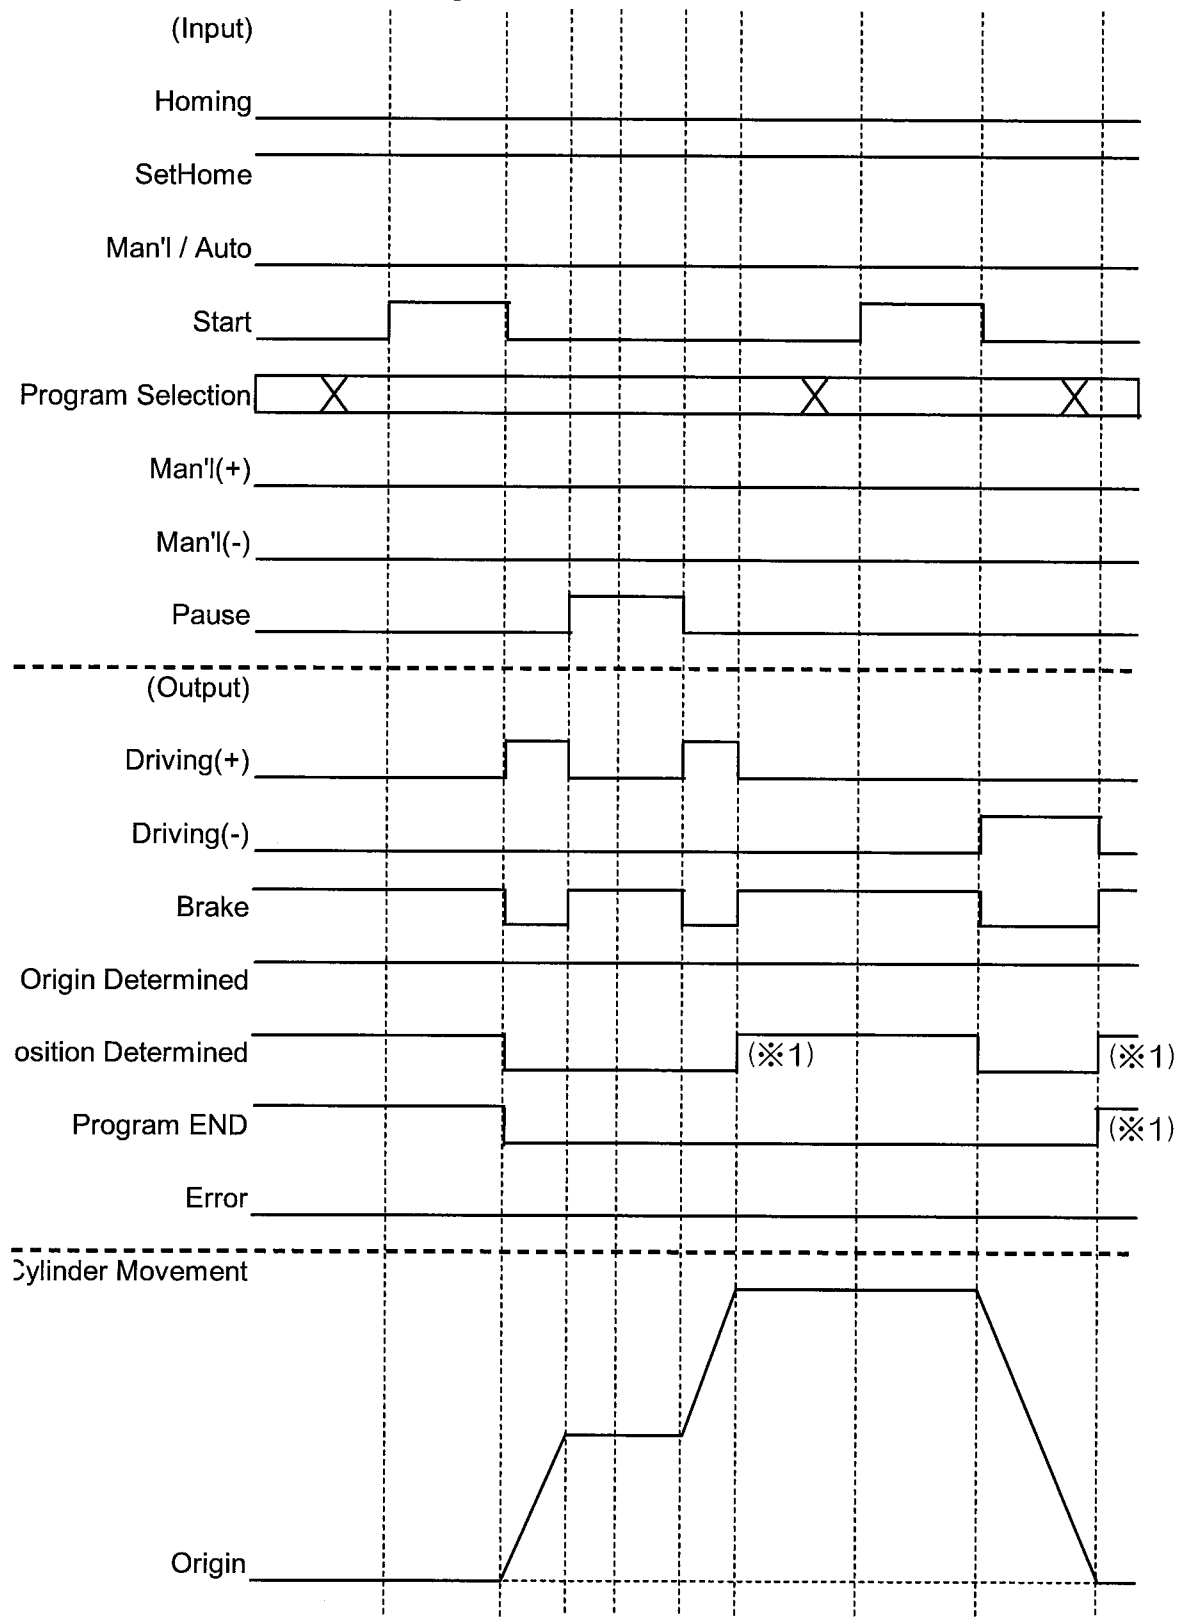 (Input)
Homing
SetHome
Man'l / Auto
Start
Program Selection
Man'l(+)
Man'l(-)
Pause
(Output)
Driving(+)
Driving(-)
Brake
Origin Determined
osition Determined (※1) (※1)
Program END (※1)
Error
Cylinder Movement
Origin